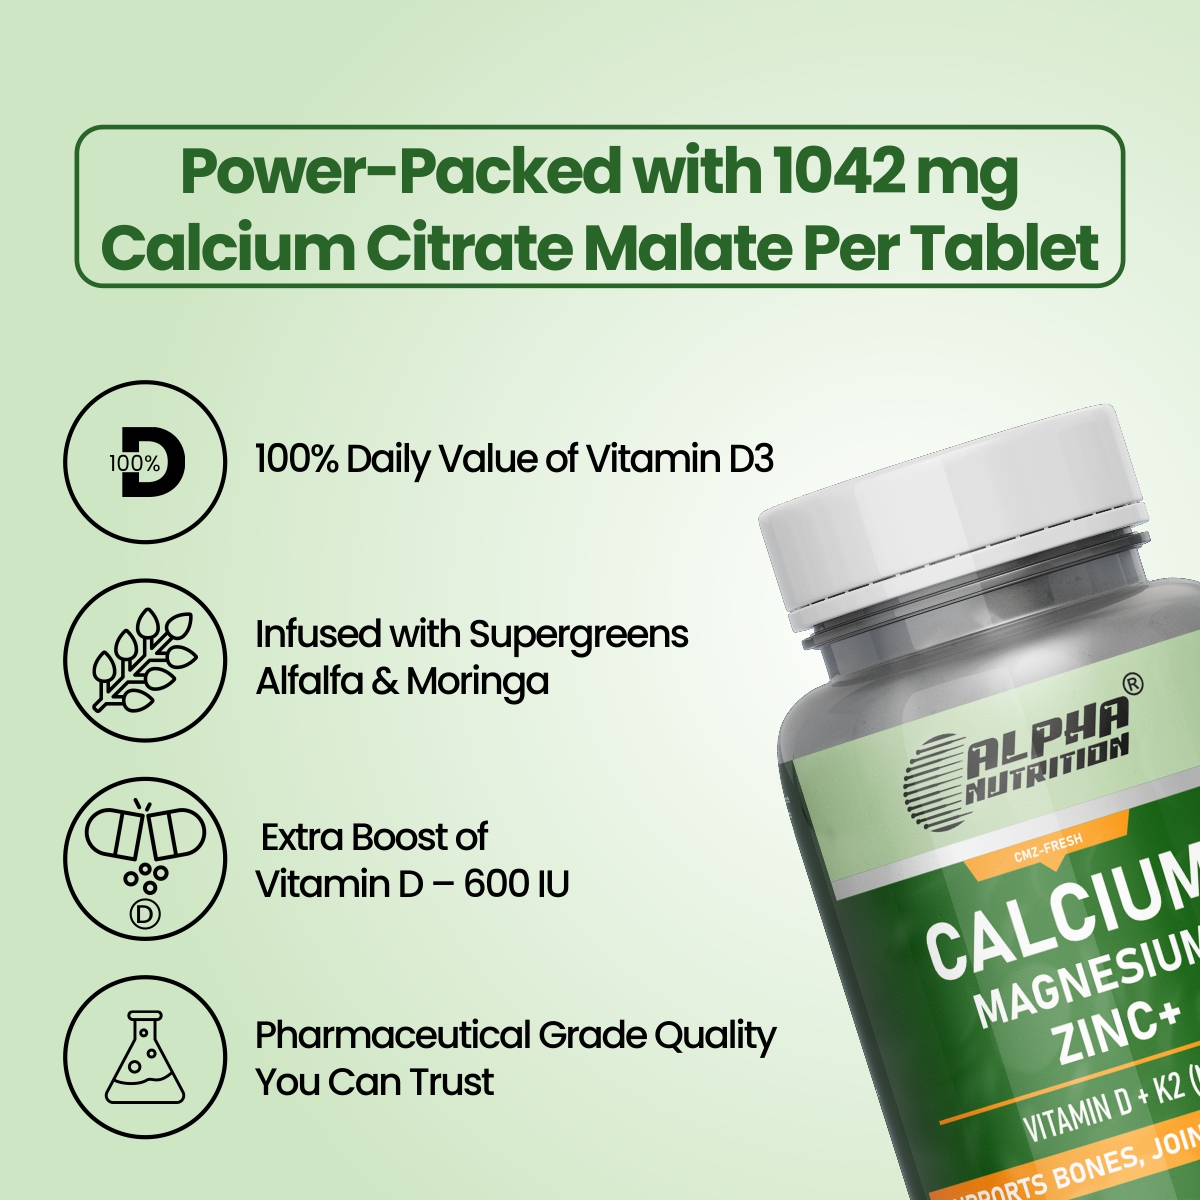 Power-Packed with 1042 mg
Calcium Citrate Malate Per Tablet
D
100%
100% Daily Value of Vitamin D3
Infused with Supergreens
Alfalfa & Moringa
Extra Boost of
Vitamin D – 600 IU
D
Pharmaceutical Grade Quality
You Can Trust
ALPHA®
NUTRITION
CMZ-FRESH
CALCIUM
MAGNESIUM
ZINC+
VITAMIN D + K2 (
BONES, JOIN